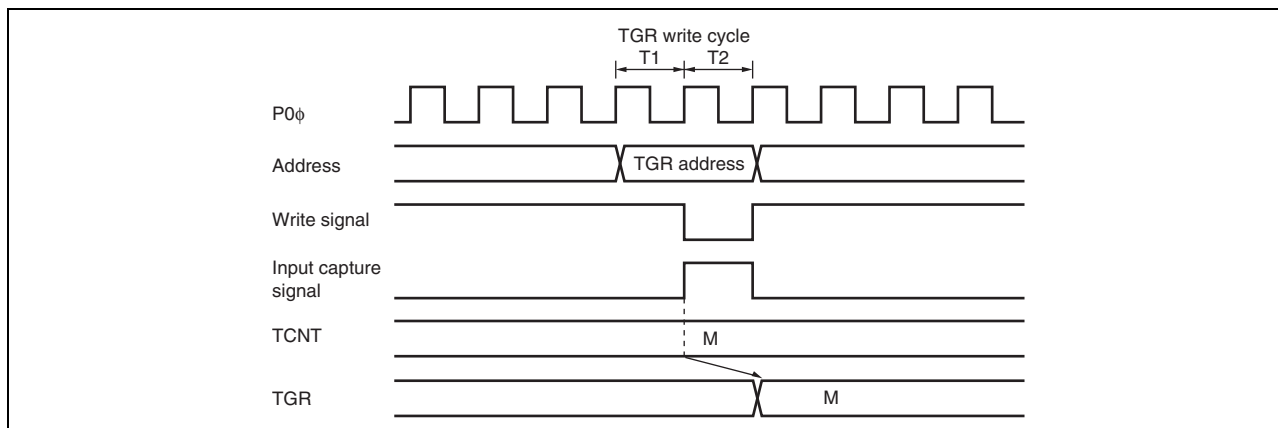 TGR write cycle
T1 T2
P0ϕ
Address
TGR address
Write signal
Input capture
signal
TCNT
M
TGR
M